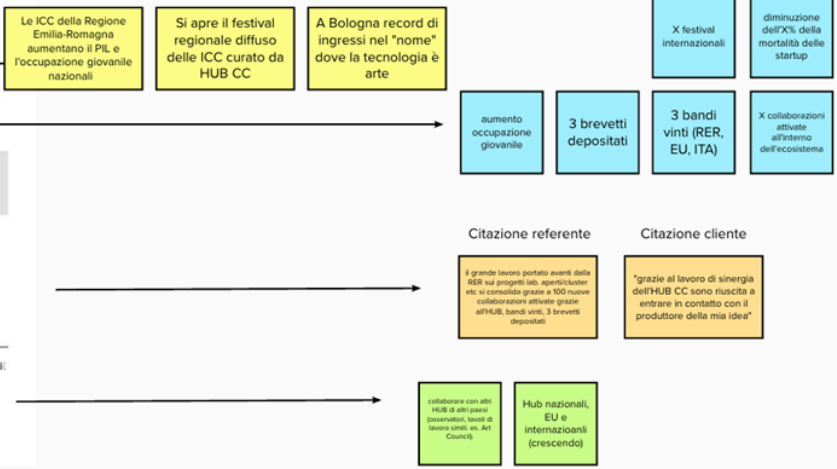 Le ICC della Regione
Emilia-Romagna
aumentano il PIL e
l'occupazione giovanile
nazionali
Si apre il festival
regionale diffuso
delle ICC curato da
HUB CC
A Bologna record di
ingressi nel "nome"
dove la tecnologia è
arte
X festival
internazionali
diminuzione
dell'X% della
mortalità delle
startup
aumento
occupazione
giovanile
3 brevetti
depositati
3 bandi
vinti (RER,
EU, ITA)
X collaborazioni
attivate
all'interno
dell'ecosistema
Citazione referente
Citazione cliente
il grande lavoro portato avanti dalla
RER sui progetti lab. aperti/cluster
etc si consolida grazie a 100 nuove
collaborazioni attivate grazie
all'HUB, bandi vinti, 3 brevetti
depositati
"grazie al lavoro di sinergia
dell'HUB CC sono riuscita a
entrare in contatto con il
produttore della mia idea"
E
collaborare con altri
HUB di altri paesi
(osservatori, tavoli di
lavoro simili. es. Art
Council).
Hub nazionali,
EU e
internazioanli
(crescendo)